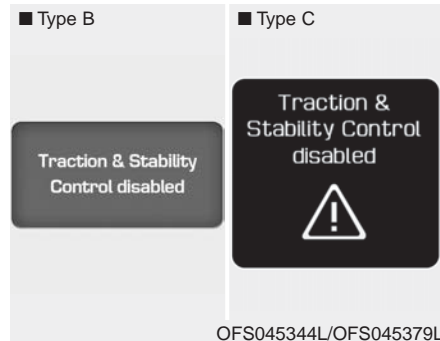 ■ Type B
Traction & Stability
Control disabled
■ Type C
Traction &
Stability Control
disabled
OFS045344L/OFS045379L